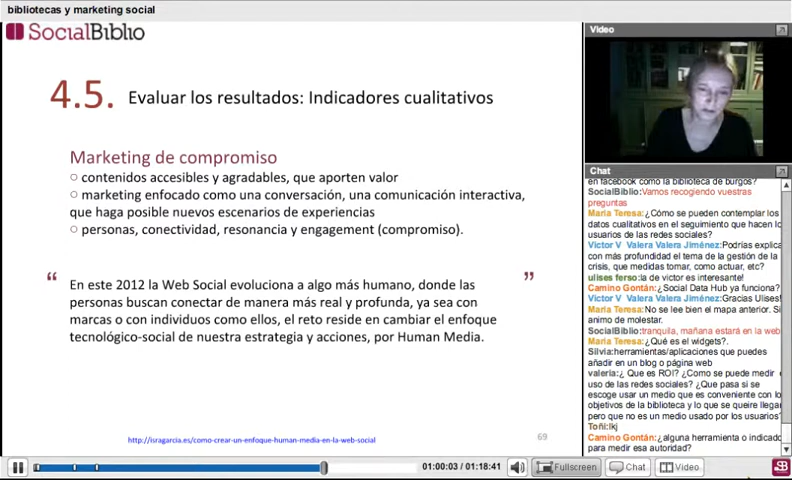 bibliotecas y marketing social
SocialBiblio
4.5. Evaluar los resultados: Indicadores cualitativos
Marketing de compromiso
○ contenidos accesibles y agradables, que aporten valor
○ marketing enfocado como una conversación, una comunicación interactiva,
que haga posible nuevos escenarios de experiencias
○ personas, conectividad, resonancia y engagement (compromiso).
“ En este 2012 la Web Social evoluciona a algo más humano, donde las ”
personas buscan conectar de manera más real y profunda, ya sea con
marcas o con individuos como ellos, el reto reside en cambiar el enfoque
tecnológico-social de nuestra estrategia y acciones, por Human Media.
http://isragarcia.es/como-crear-un-enfoque-human-media-en-la-web-social
69
Video
Chat
en facebook como la biblioteca de burgos?
SocialBiblio:Vamos recogiendo vuestras
preguntas
Maria Teresa:¿Cómo se pueden contemplar los
datos cualitativos en el seguimiento que hacen lo
usuarios de las redes sociales?
Victor V Valera Valera Jiménez:Podrías explica
con más profundidad el tema de la gestión de la
crisis, que medidas tomar, como actuar, etc?
ulises ferso:la de victor es interesante!
Camino Gontán:¿Social Data Hub ya funciona?
Victor V Valera Valera Jiménez:Gracias Ulises!
Maria Teresa:No se lee bien el mapa anterior. Si
animo de molestar.
SocialBiblio:tranquila, mañana estará en la web
Maria Teresa:¿Qué es el widgets?.
Silvia:herramientas/aplicaciones que puedes
añadir en un blog o página web
valeria:¿ Que es ROI? ¿Como se puede medir
uso de las redes sociales? ¿Que pasa si se
escoge usar un medio que es conveniente con lo
objetivos de la biblioteca y lo que se queire llegar
pero que no es un medio usado por los usuarios?
Toñi:lkj
Camino Gontán:¿alguna herramienta o indicado
para medir esa autoridad?
01:00:03 / 01:18:41
Fullscreen
Chat
Video
SB